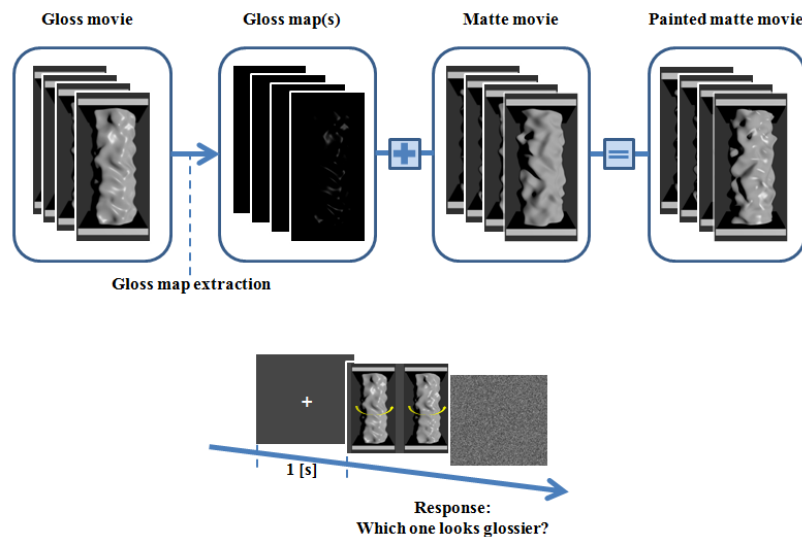 Gloss movie
Gloss map(s)
Matte movie
Painted matte movie
Gloss map extraction
1 [s]
Response:
Which one looks glossier?